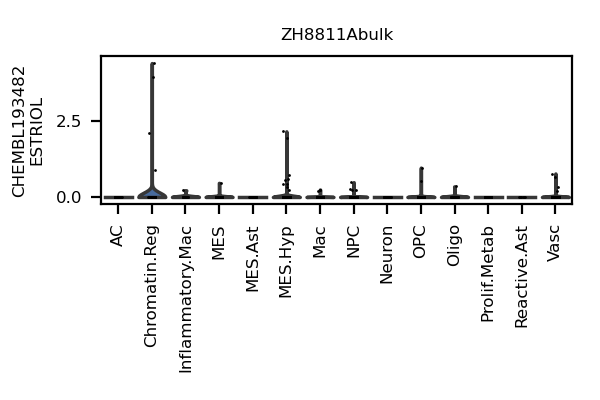 ZH8811Abulk
CHEMBL193482
ESTRIOL
2.5
0.0
AC
Chromatin.Reg
Inflammatory.Mac
MES
MES.Ast
MES.Hyp
Mac
NPC
Neuron
OPC
Oligo
Prolif.Metab
Reactive.Ast
Vasc